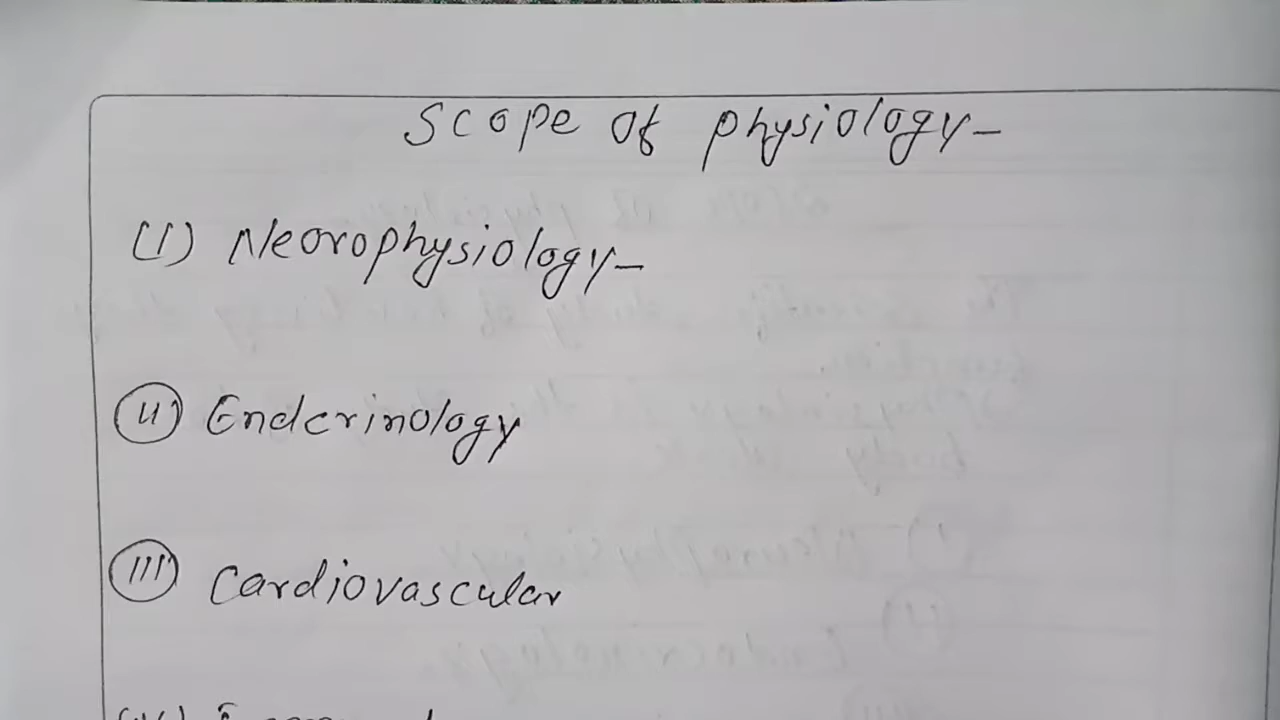 Scope of physiology-
(I) Neorophysiology-
(II) Endcrinology
(III) Cardiovascular